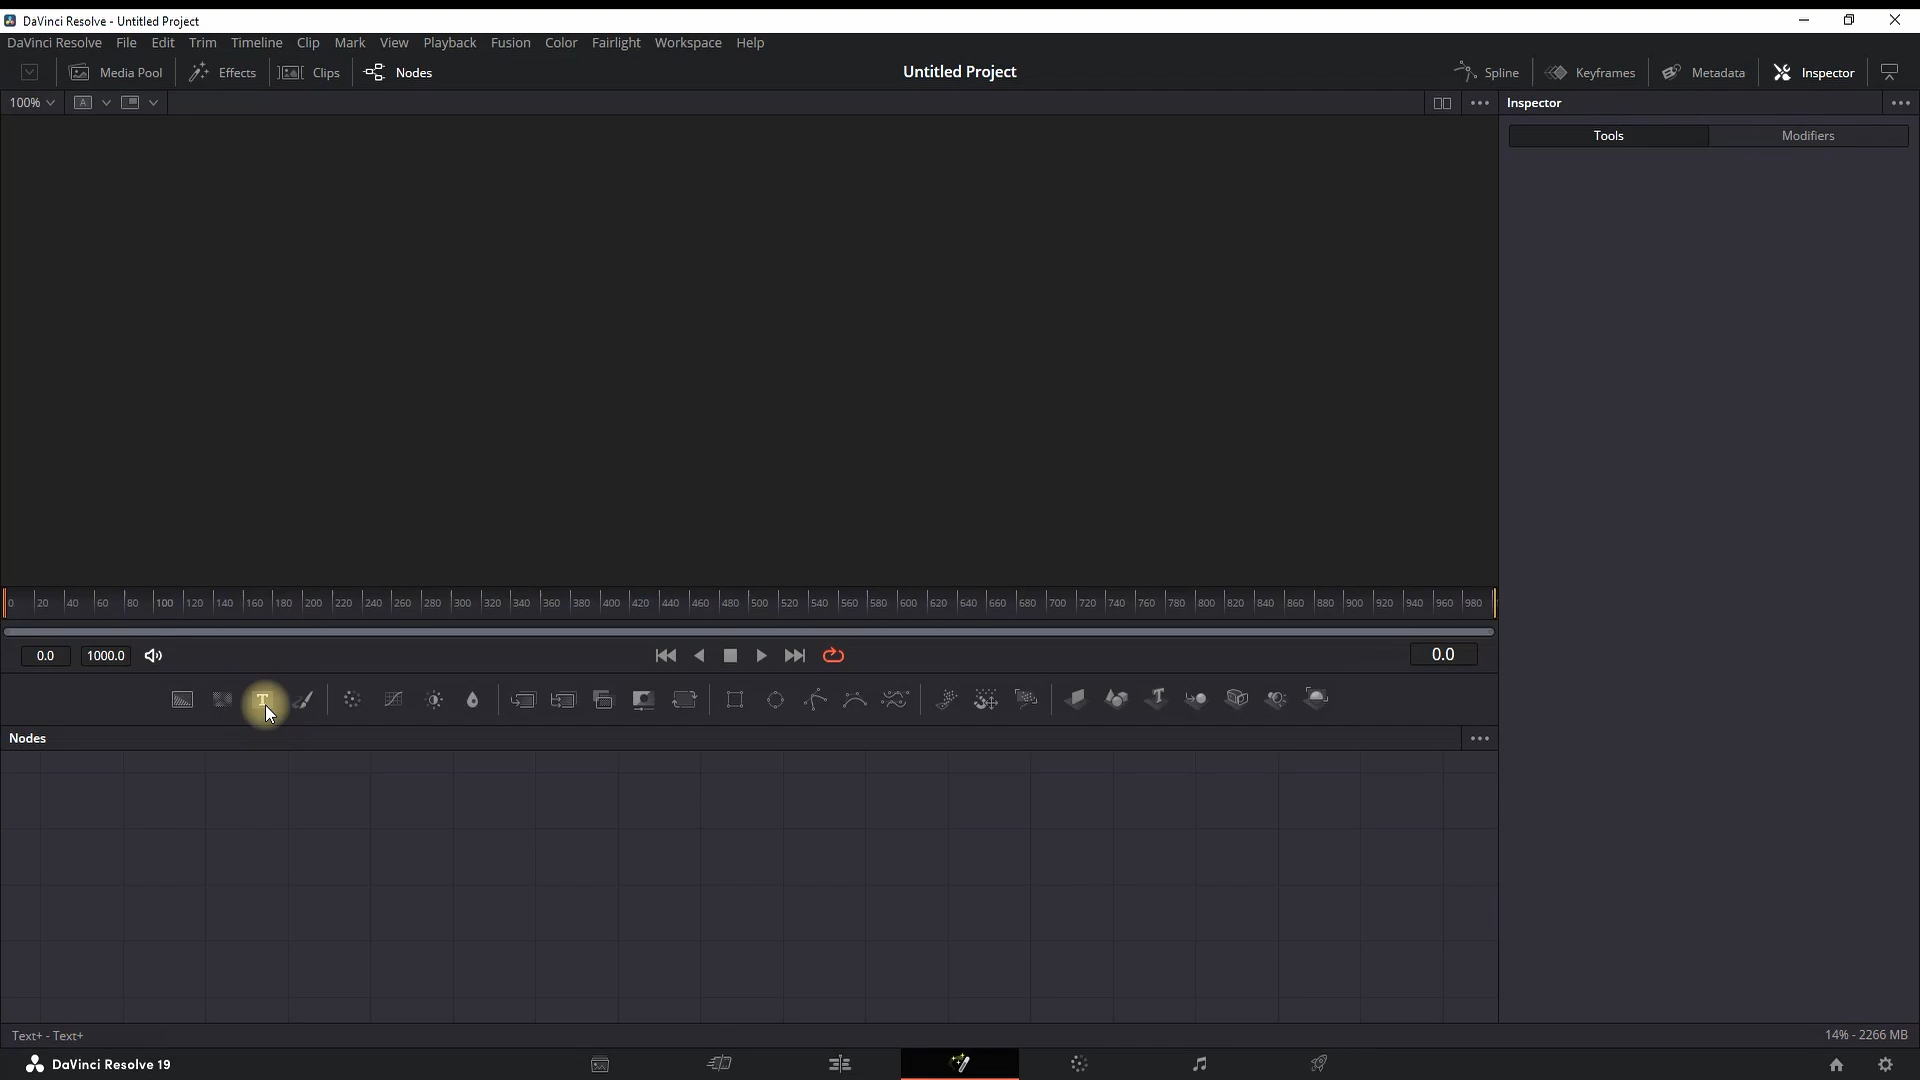 DaVinci Resolve - Untitled Project
DaVinci Resolve File Edit Trim Timeline Clip Mark View Playback Fusion Color Fairlight Workspace Help
Media Pool Effects Clips Nodes Untitled Project Spline Keyframes Metadata Inspector
100% A Inspector
Tools Modifiers
0 20 40 60 80 100 120 140 160 180 200 220 240 260 280 300 320 340 360 380 400 420 440 460 480 500 520 540 560 580 600 620 640 660 680 700 720 740 760 780 800 820 840 860 880 900 920 940 960 980
0.0 1000.0 0.0
T T
Nodes
Text+ - Text+ 14% - 2266 MB
DaVinci Resolve 19